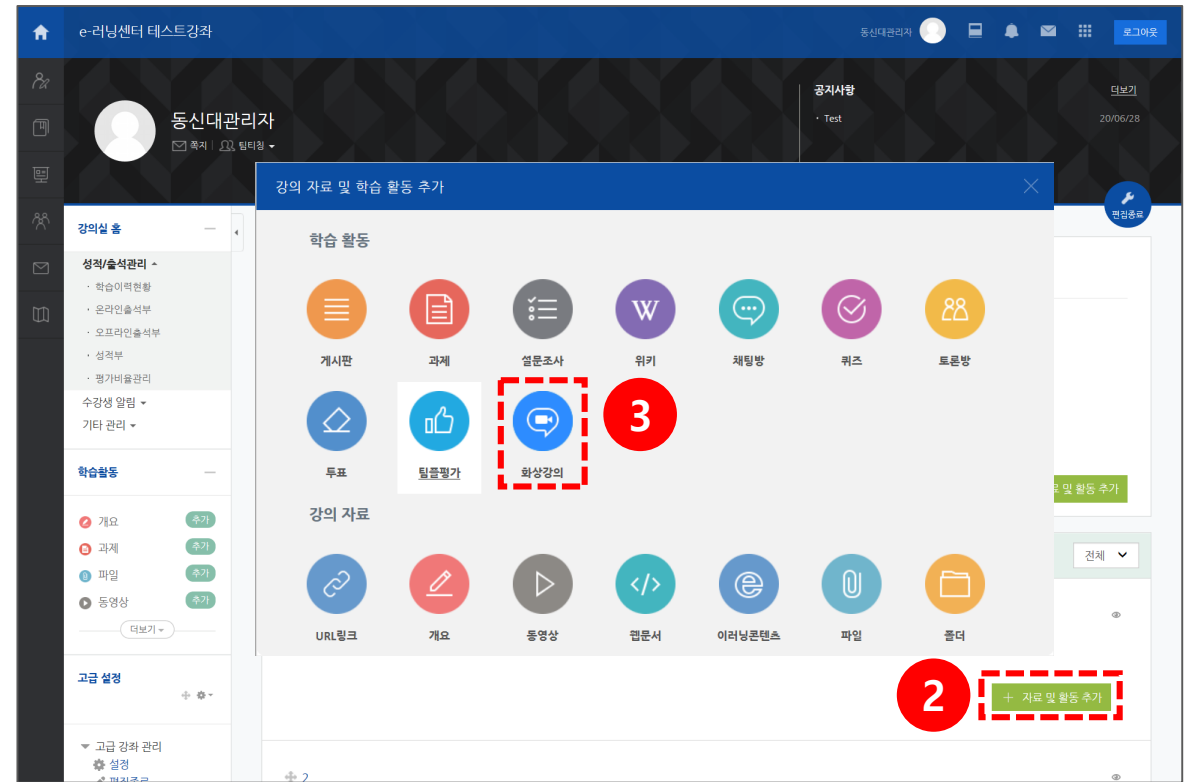 e-러닝센터 테스트강좌
동신대관리자
로그아웃
동신대관리자
쪽지
팀티칭
공지사항
더보기
· Test
20/06/28
편집종료
강의실 홈
성적/출석관리
· 학습이력현황
· 온라인출석부
· 오프라인출석부
· 성적부
· 평가비율관리
수강생 알림
기타 관리
학습활동
개요
추가
과제
추가
파일
추가
동영상
추가
더보기
고급 설정
고급 강좌 관리
설정
편집종료
강의 자료 및 학습 활동 추가
학습 활동
게시판
과제
설문조사
W
위키
채팅방
퀴즈
토론방
투표
팀플평가
화상강의
3
강의 자료
URL링크
개요
동영상
</>
웹문서
이러닝콘텐츠
파일
폴더
및 활동 추가
전체
2
+ 자료 및 활동 추가
2